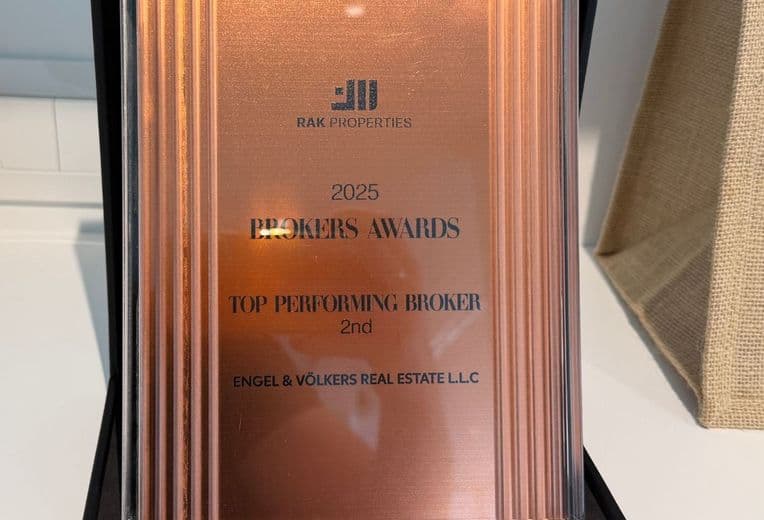 RAK PROPERTIES
2025
BROKERS AWARDS
TOP PERFORMING BROKER
2nd
ENGEL & VÖLKERS REAL ESTATE L.L.C